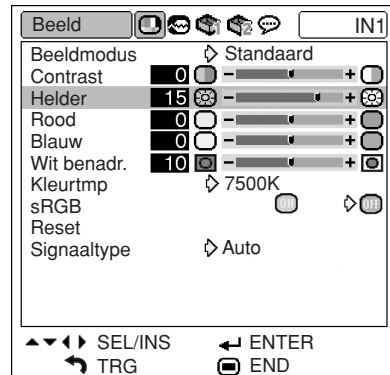 Beeld IN1
Beeldmodus Standaard
Contrast 0 - +
Helder 15 - +
Rood 0 - +
Blauw 0 - +
Wit benadr. 10 - +
Kleurtmp 7500K
sRGB ON OFF
Reset
Signaaltype Auto
SEL/INS ENTER
TRG END